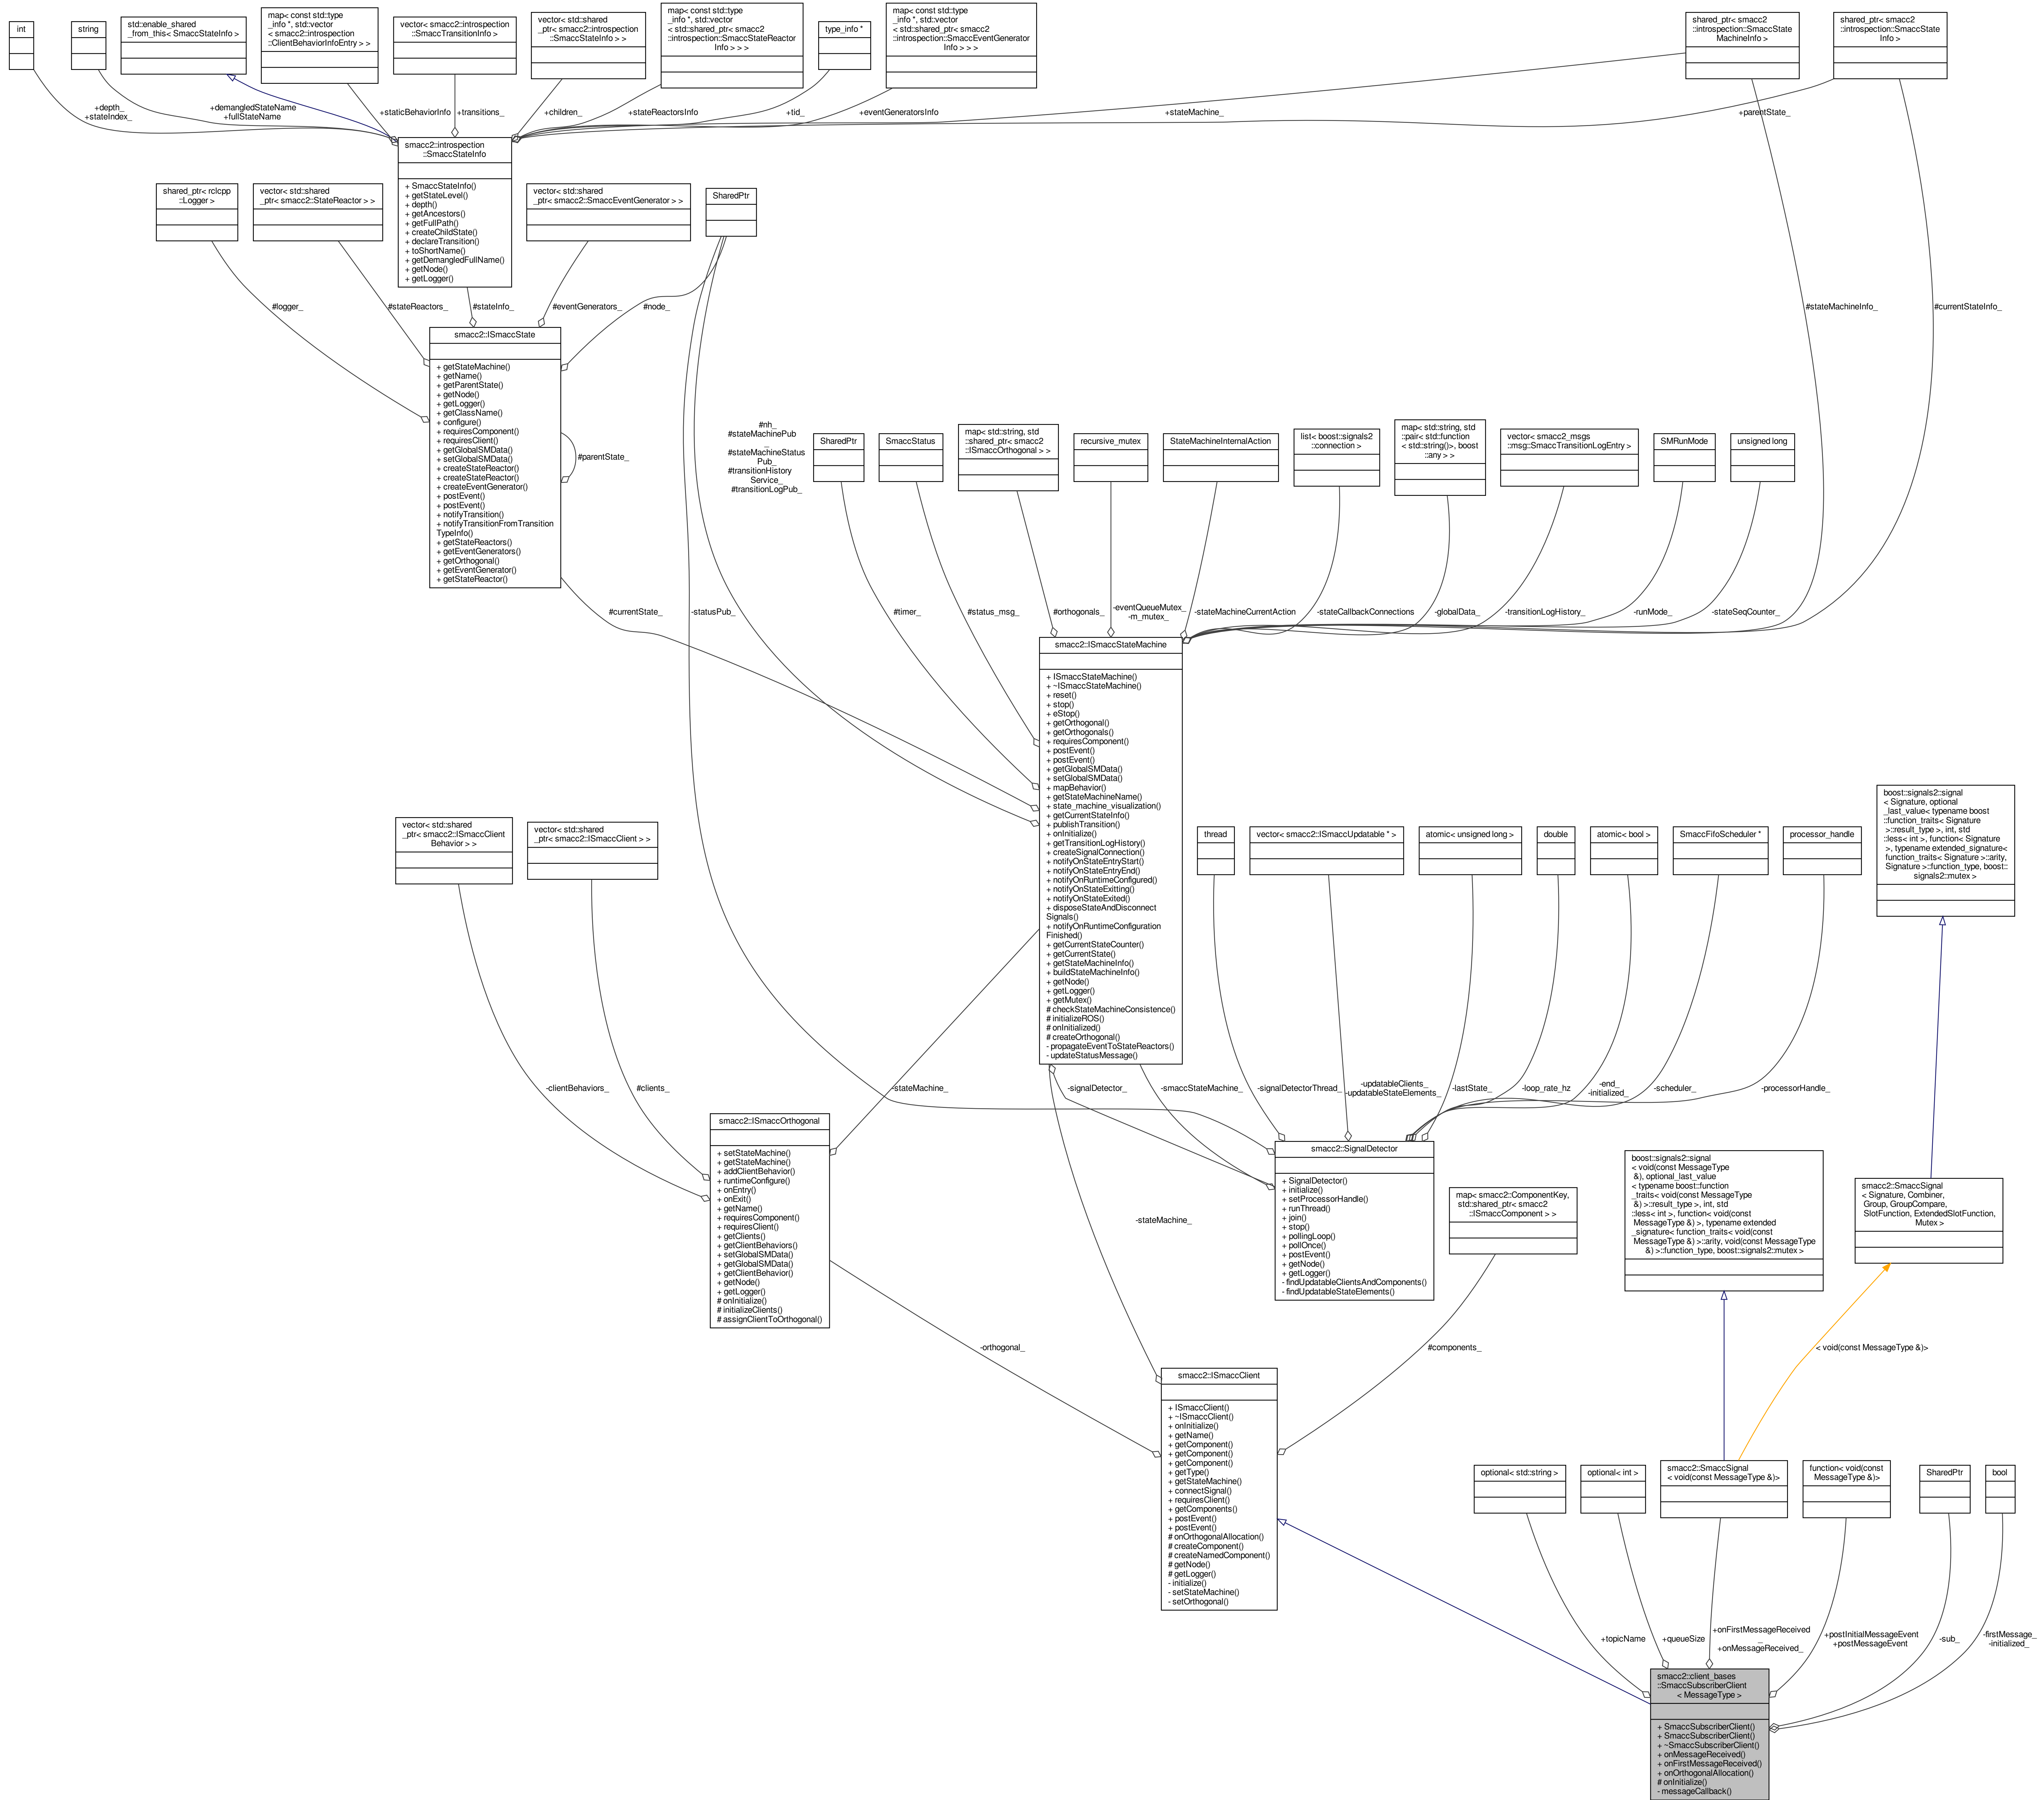 int
string
std::enable_shared
_from_this< SmaccStateInfo >
map< const std::type
_info *, std::vector
< smacc2::introspection
::ClientBehaviorInfoEntry > >
vector< smacc2::introspection
::SmaccTransitionInfo >
vector< std::shared
_ptr< smacc2::introspection
::SmaccStateInfo > >
map< const std::type
_info *, std::vector
< std::shared_ptr< smacc2
::introspection::SmaccStateReactor
Info > > >
type_info *
map< const std::type
_info *, std::vector
< std::shared_ptr< smacc2
::introspection::SmaccEventGenerator
Info > > >
shared_ptr< smacc2
::introspection::SmaccState
MachineInfo >
shared_ptr< smacc2
::introspection::SmaccState
Info >
+depth_
+stateIndex_
+demangledStateName
+fullStateName
+staticBehaviorInfo
+transitions_
+children_
+stateReactorsInfo
+tid_
+eventGeneratorsInfo
+stateMachine_
+parentState_
smacc2::introspection
::SmaccStateInfo
+ SmaccStateInfo()
+ getStateLevel()
+ depth()
+ getAncestors()
+ getFullPath()
+ createChildState()
+ declareTransition()
+ toShortName()
+ getDemangledFullName()
+ getNode()
+ getLogger()
shared_ptr< rclcpp
::Logger >
vector< std::shared
_ptr< smacc2::StateReactor > >
vector< std::shared
_ptr< smacc2::SmaccEventGenerator > >
SharedPtr
#logger_
#stateReactors_
#stateInfo_
#eventGenerators_
#node_
#stateMachineInfo_
#currentStateInfo_
smacc2::ISmaccState
+ getStateMachine()
+ getName()
+ getParentState()
+ getNode()
+ getLogger()
+ getClassName()
+ configure()
+ requiresComponent()
+ requiresClient()
+ getGlobalSMData()
+ setGlobalSMData()
+ createStateReactor()
+ createStateReactor()
+ createEventGenerator()
+ postEvent()
+ postEvent()
+ notifyTransition()
+ notifyTransitionFromTransition
TypeInfo()
+ getStateReactors()
+ getEventGenerators()
+ getOrthogonal()
+ getEventGenerator()
+ getStateReactor()
#parentState_
#nh_
#stateMachinePub
_
#stateMachineStatus
Pub_
#transitionHistory
Service_
#transitionLogPub_
SharedPtr
SmaccStatus
map< std::string, std
::shared_ptr< smacc2
::ISmaccOrthogonal > >
recursive_mutex
StateMachineInternalAction
list< boost::signals2
::connection >
map< std::string, std
::pair< std::function
< std::string()>, boost
::any > >
vector< smacc2_msgs
::msg::SmaccTransitionLogEntry >
SMRunMode
unsigned long
#currentState_
-statusPub_
#timer_
#status_msg_
#orthogonals_
-eventQueueMutex_
-m_mutex_
-stateMachineCurrentAction
-stateCallbackConnections
-globalData_
-transitionLogHistory_
-runMode_
-stateSeqCounter_
smacc2::ISmaccStateMachine
+ ISmaccStateMachine()
+ ~ISmaccStateMachine()
+ reset()
+ stop()
+ eStop()
+ getOrthogonal()
+ getOrthogonals()
+ requiresComponent()
+ postEvent()
+ postEvent()
+ getGlobalSMData()
+ setGlobalSMData()
+ mapBehavior()
+ getStateMachineName()
+ state_machine_visualization()
+ getCurrentStateInfo()
+ publishTransition()
+ onInitialize()
+ getTransitionLogHistory()
+ createSignalConnection()
+ notifyOnStateEntryStart()
+ notifyOnStateEntryEnd()
+ notifyOnRuntimeConfigured()
+ notifyOnStateExitting()
+ notifyOnStateExited()
+ disposeStateAndDisconnect
Signals()
+ notifyOnRuntimeConfiguration
Finished()
+ getCurrentStateCounter()
+ getCurrentState()
+ getStateMachineInfo()
+ buildStateMachineInfo()
+ getNode()
+ getLogger()
+ getMutex()
# checkStateMachineConsistence()
# initializeROS()
# onInitialized()
# createOrthogonal()
- propagateEventToStateReactors()
- updateStatusMessage()
vector< std::shared
_ptr< smacc2::ISmaccClient
Behavior > >
vector< std::shared
_ptr< smacc2::ISmaccClient > >
thread
vector< smacc2::ISmaccUpdatable * >
atomic< unsigned long >
double
atomic< bool >
SmaccFifoScheduler *
processor_handle
boost::signals2::signal
< Signature, optional
_last_value< typename boost
::function_traits< Signature
>::result_type >, int, std
::less< int >, function< Signature
>, typename extended_signature<
function_traits< Signature >::arity,
Signature >::function_type, boost::
signals2::mutex >
-clientBehaviors_
#clients_
-stateMachine_
-signalDetector_
-smaccStateMachine_
-signalDetectorThread_
-updatableClients_
-updatableStateElements_
-lastState_
-loop_rate_hz
-end_
-initialized_
-scheduler_
-processorHandle_
smacc2::ISmaccOrthogonal
+ setStateMachine()
+ getStateMachine()
+ addClientBehavior()
+ runtimeConfigure()
+ onEntry()
+ onExit()
+ getName()
+ requiresComponent()
+ requiresClient()
+ getClients()
+ getClientBehaviors()
+ setGlobalSMData()
+ getGlobalSMData()
+ getClientBehavior()
+ getNode()
+ getLogger()
# onInitialize()
# initializeClients()
# assignClientToOrthogonal()
smacc2::SignalDetector
+ SignalDetector()
+ initialize()
+ setProcessorHandle()
+ runThread()
+ join()
+ stop()
+ pollingLoop()
+ pollOnce()
+ postEvent()
+ getNode()
+ getLogger()
- findUpdatableClientsAndComponents()
- findUpdatableStateElements()
map< smacc2::ComponentKey,
std::shared_ptr< smacc2
::ISmaccComponent > >
boost::signals2::signal
< void(const MessageType
&), optional_last_value
< typename boost::function
_traits< void(const MessageType
&) >::result_type >, int, std
::less< int >, function< void(const
MessageType &) >, typename extended
_signature< function_traits< void(const
MessageType &) >::arity, void(const MessageType
&) >::function_type, boost::signals2::mutex >
smacc2::SmaccSignal
< Signature, Combiner,
Group, GroupCompare,
SlotFunction, ExtendedSlotFunction,
Mutex >
-stateMachine_
-orthogonal_
#components_
< void(const MessageType &)>
smacc2::ISmaccClient
+ ISmaccClient()
+ ~ISmaccClient()
+ onInitialize()
+ getName()
+ getComponent()
+ getComponent()
+ getComponent()
+ getType()
+ getStateMachine()
+ connectSignal()
+ requiresClient()
+ getComponents()
+ postEvent()
+ postEvent()
# onOrthogonalAllocation()
# createComponent()
# createNamedComponent()
# getNode()
# getLogger()
- initialize()
- setStateMachine()
- setOrthogonal()
optional< std::string >
optional< int >
smacc2::SmaccSignal
< void(const MessageType &)>
function< void(const
MessageType &)>
SharedPtr
bool
+topicName
+queueSize
+onFirstMessageReceived
_
+onMessageReceived_
+postInitialMessageEvent
+postMessageEvent
-sub_
-firstMessage_
-initialized_
smacc2::client_bases
::SmaccSubscriberClient
< MessageType >
+ SmaccSubscriberClient()
+ SmaccSubscriberClient()
+ ~SmaccSubscriberClient()
+ onMessageReceived()
+ onFirstMessageReceived()
+ onOrthogonalAllocation()
# onInitialize()
- messageCallback()